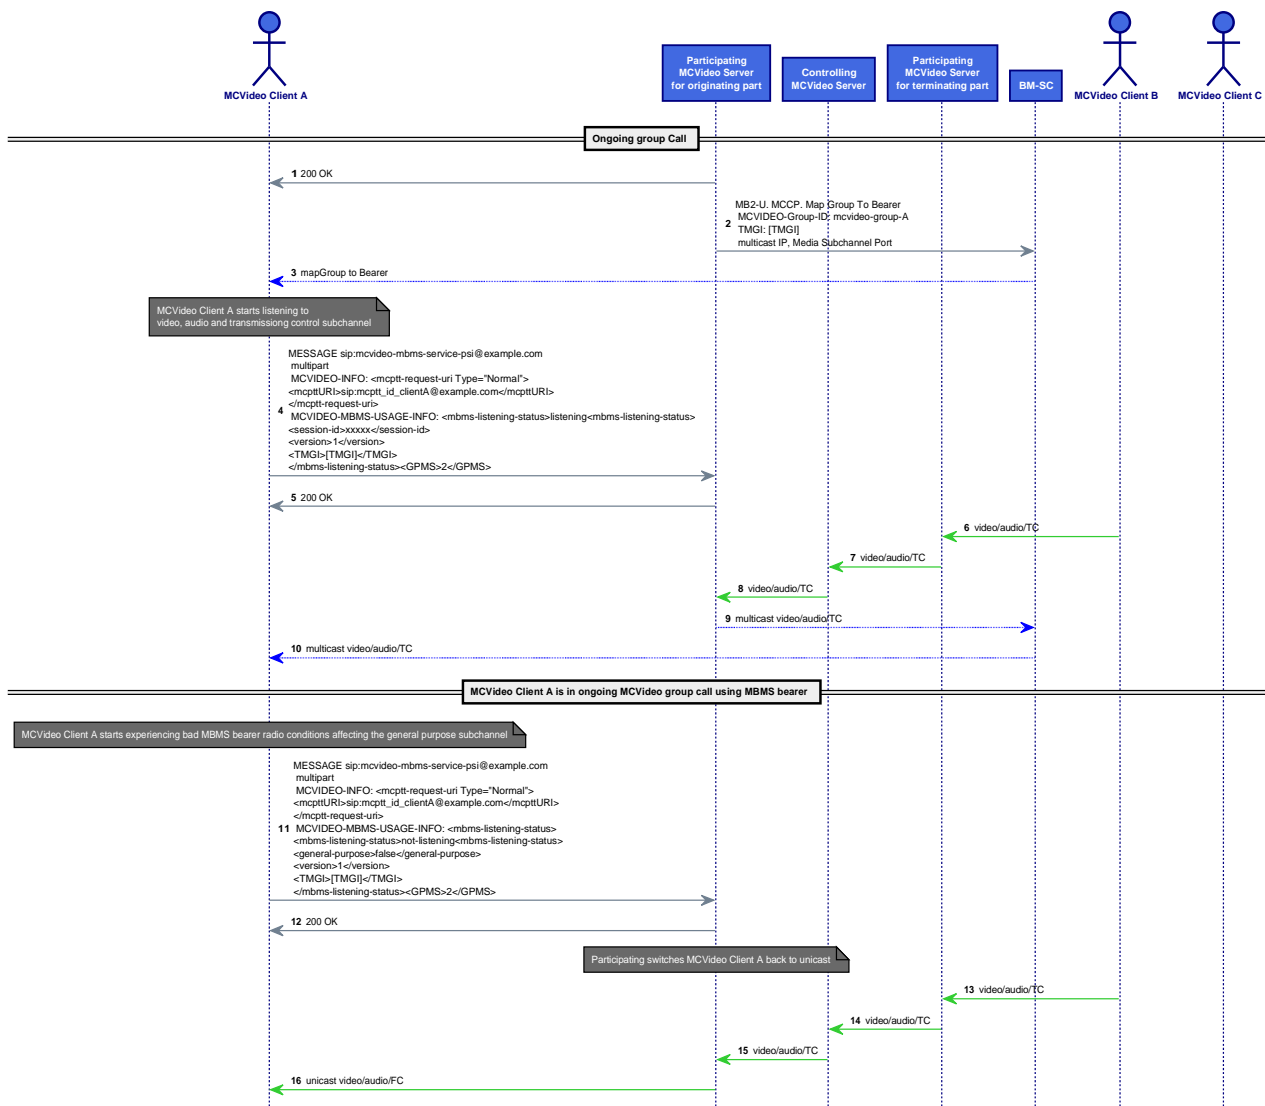 MCVideo Client A
Participating
MCVideo Server
for originating part
Controlling
MCVideo Server
Participating
MCVideo Server
for terminating part
BM-SC
MCVideo Client B
MCVideo Client C
Ongoing group Call
1 200 OK
MB2-U. MCCP. Map Group To Bearer
MCVIDEO-Group-ID: mcvideo-group-A
2
TMGI: [TMGI]
multicast IP, Media Subchannel Port
3 mapGroup to Bearer
MCVideo Client A starts listening to
video, audio and transmissiong control subchannel
MESSAGE sip:mcvideo-mbms-service-psi@example.com
multipart
MCVIDEO-INFO: <mcptt-request-uri Type="Normal">
<mcpttURI>sip:mcptt_id_clientA@example.com</mcpttURI>
</mcptt-request-uri>
4 MCVIDEO-MBMS-USAGE-INFO: <mbms-listening-status>listening<mbms-listening-status>
<session-id>xxxxx</session-id>
<version>1</version>
<TMGI>[TMGI]</TMGI>
</mbms-listening-status><GPMS>2</GPMS>
5 200 OK
6 video/audio/TC
7 video/audio/TC
8 video/audio/TC
9 multicast video/audio/TC
10 multicast video/audio/TC
MCVideo Client A is in ongoing MCVideo group call using MBMS bearer
MCVideo Client A starts experiencing bad MBMS bearer radio conditions affecting the general purpose subchannel
MESSAGE sip:mcvideo-mbms-service-psi@example.com
multipart
MCVIDEO-INFO: <mcptt-request-uri Type="Normal">
<mcpttURI>sip:mcptt_id_clientA@example.com</mcpttURI>
</mcptt-request-uri>
11 MCVIDEO-MBMS-USAGE-INFO: <mbms-listening-status>
<mbms-listening-status>not-listening<mbms-listening-status>
<general-purpose>false</general-purpose>
<version>1</version>
<TMGI>[TMGI]</TMGI>
</mbms-listening-status><GPMS>2</GPMS>
12 200 OK
Participating switches MCVideo Client A back to unicast
13 video/audio/TC
14 video/audio/TC
15 video/audio/TC
16 unicast video/audio/FC